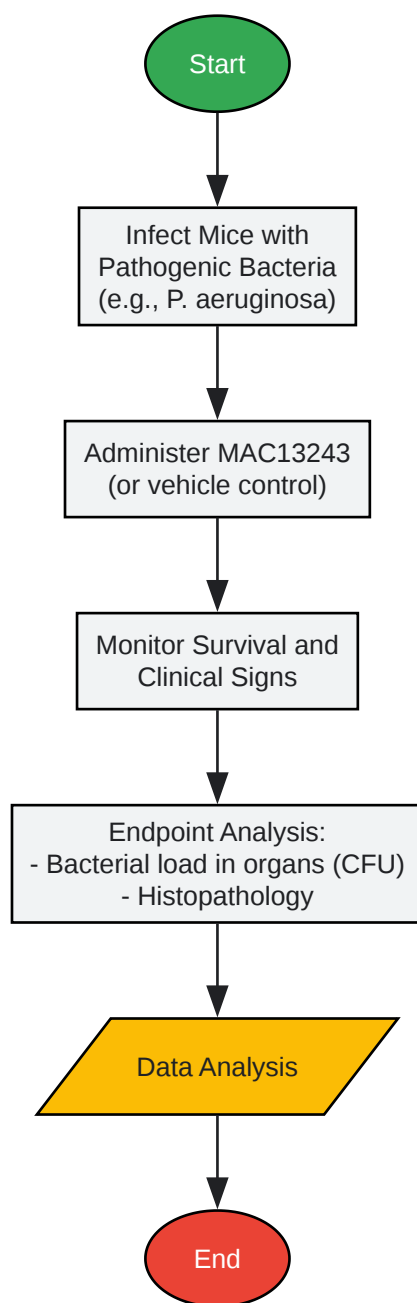 Start
Infect Mice with
Pathogenic Bacteria
(e.g., P. aeruginosa)
Administer MAC13243
(or vehicle control)
Monitor Survival and
Clinical Signs
Endpoint Analysis:
- Bacterial load in organs (CFU)
- Histopathology
Data Analysis
End